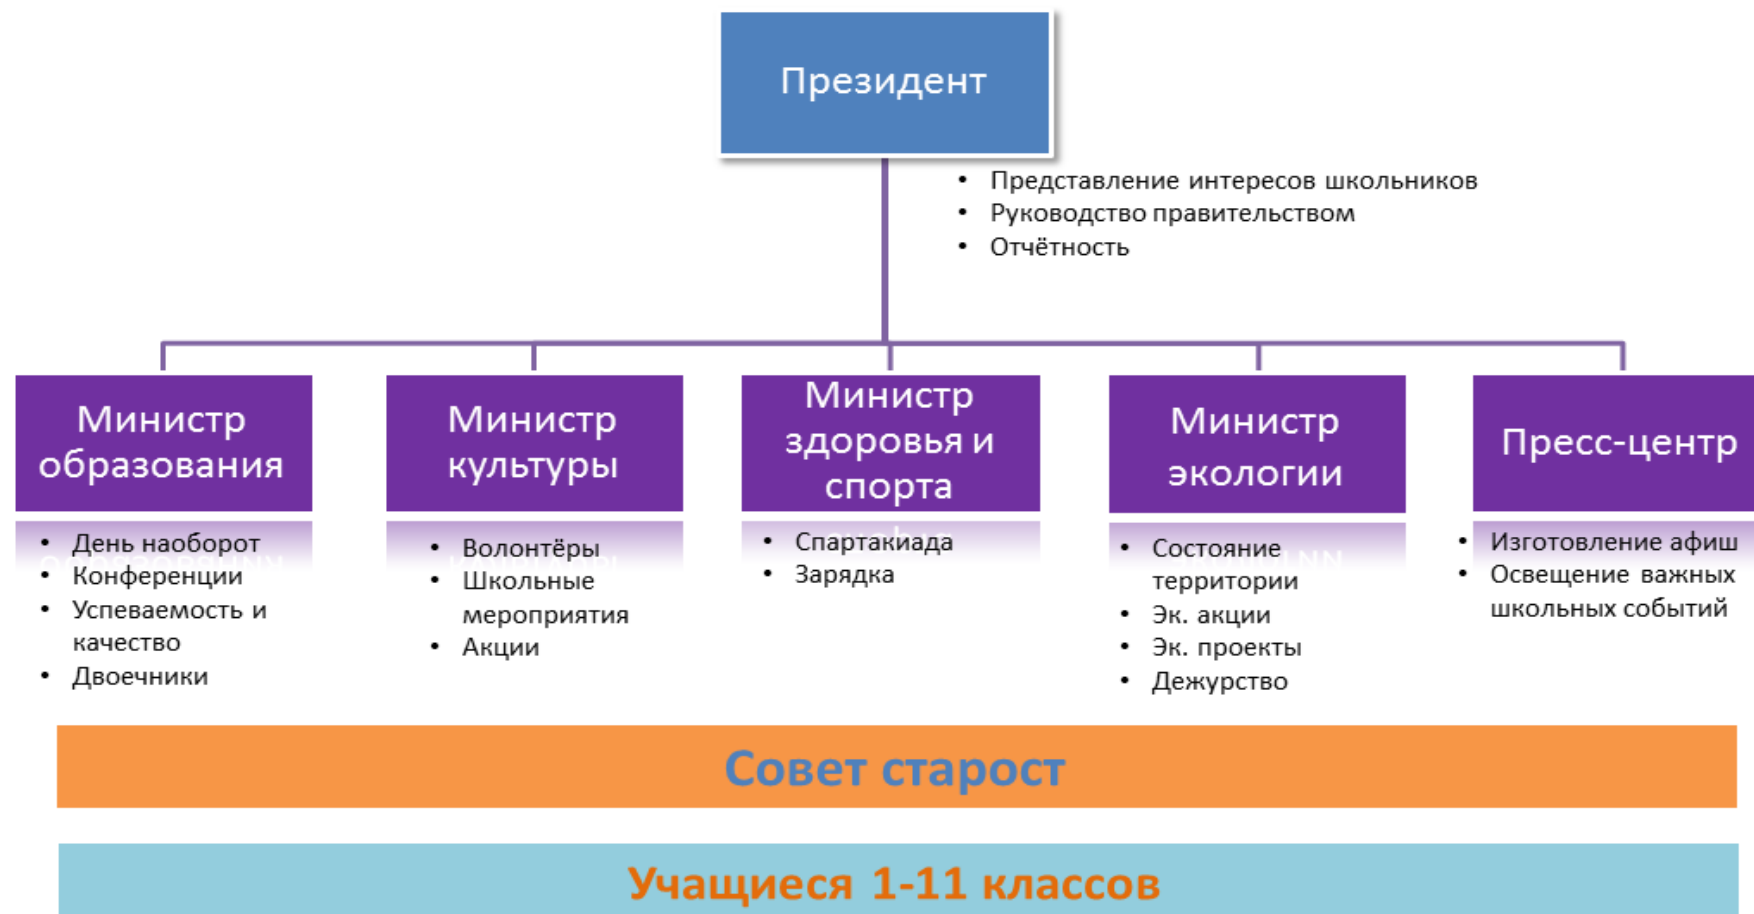 Президент
• Представление интересов школьников
• Руководство правительством
• Отчётность
Министр
образования
• День наоборот
• Конференции
• Успеваемость и
качество
• Двоечники
Министр
культуры
• Волонтёры
• Школьные
мероприятия
• Акции
Министр
здоровья и
спорта
• Спартакиада
• Зарядка
Министр
экологии
• Состояние
территории
• Эк. акции
• Эк. проекты
• Дежурство
Пресс-центр
• Изготовление афиш
• Освещение важных
школьных событий
Совет старост
Учащиеся 1-11 классов